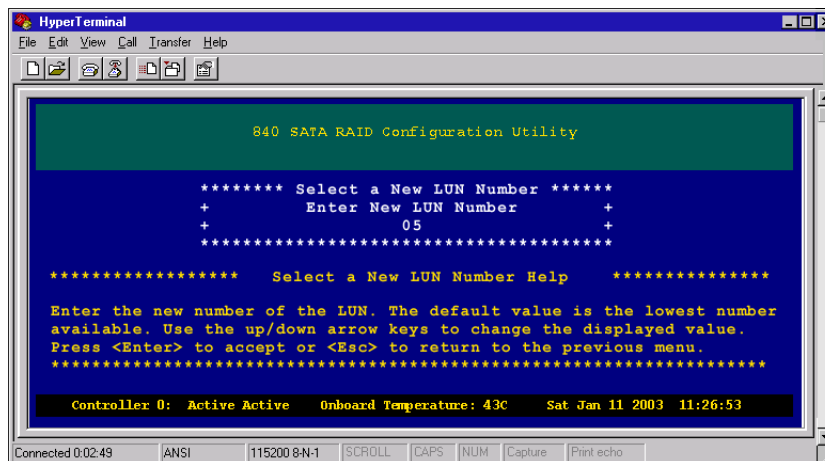 HyperTerminal
File Edit View Call Transfer Help
840 SATA RAID Configuration Utility
******** Select a New LUN Number ******
+ Enter New LUN Number +
+ 05 +
***************************************
****************** Select a New LUN Number Help ***************
Enter the new number of the LUN. The default value is the lowest number
available. Use the up/down arrow keys to change the displayed value.
Press <Enter> to accept or <Esc> to return to the previous menu.
********************************************************************
Controller 0: Active Active Onboard Temperature: 43C Sat Jan 11 2003 11:26:53
Connected 0:02:49 ANSI 115200 8-N-1 SCROLL CAPS NUM Capture Print echo